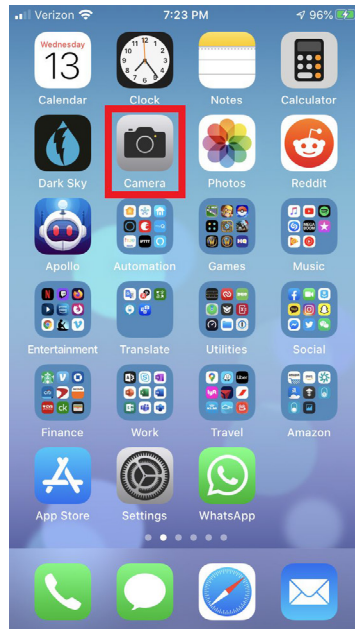 Verizon 7:23 PM 96%
Wednesday
13
Calendar Clock Notes Calculator
Dark Sky Camera Photos Reddit
Apollo Automation Games Music
Entertainment Translate Utilities Social
Finance Work Travel Amazon
App Store Settings WhatsApp